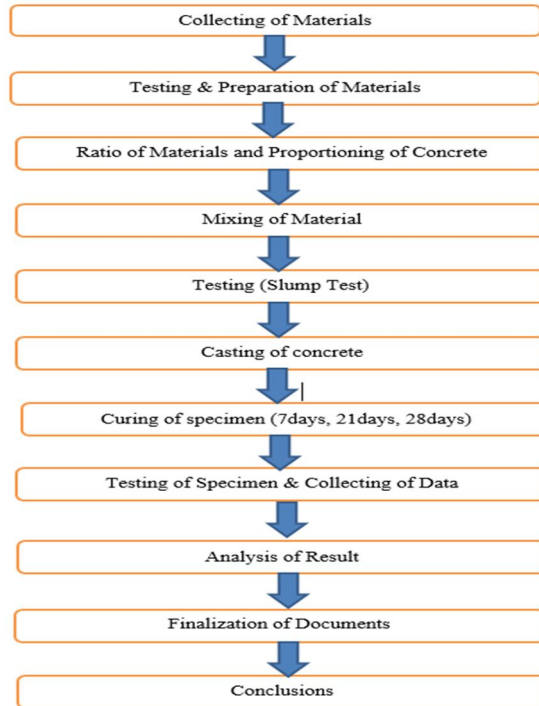 Collecting of Materials
Testing & Preparation of Materials
Ratio of Materials and Proportioning of Concrete
Mixing of Material
Testing (Slump Test)
Casting of concrete
Curing of specimen (7days, 21days, 28days)
Testing of Specimen & Collecting of Data
Analysis of Result
Finalization of Documents
Conclusions